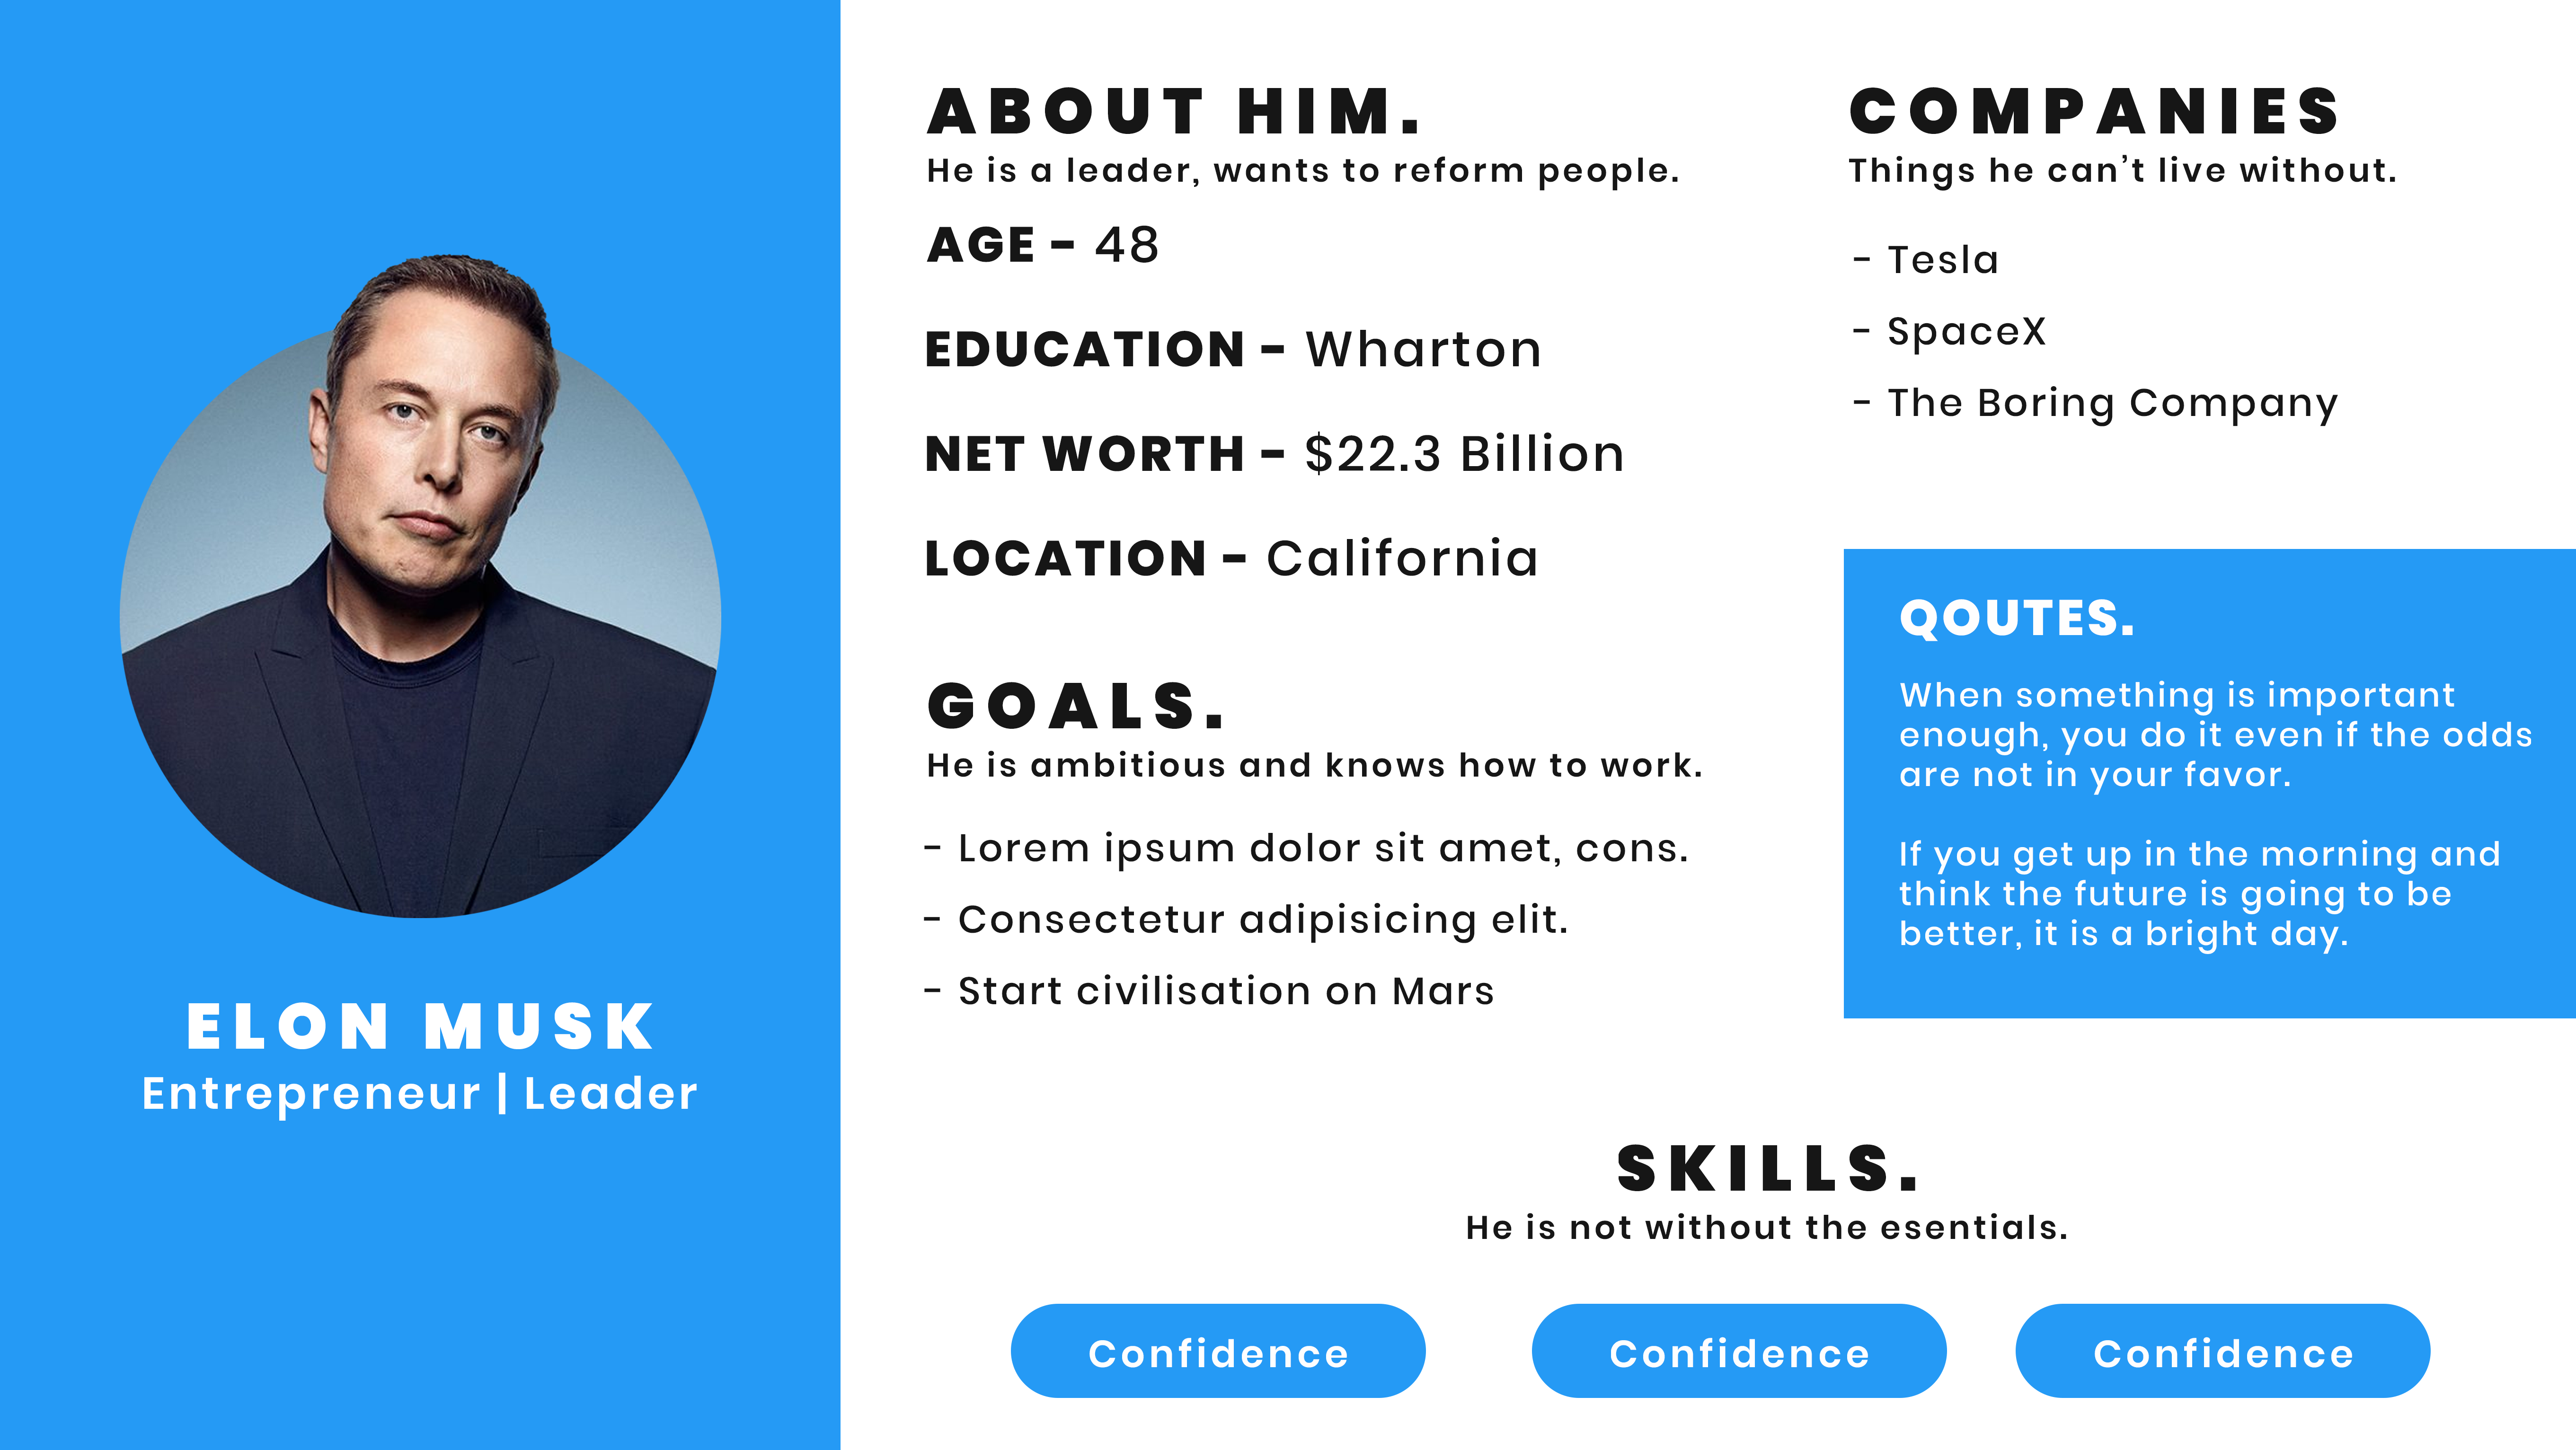 ELON MUSK
Entrepreneur | Leader
ABOUT HIM.
He is a leader, wants to reform people.
AGE - 48
EDUCATION - Wharton
NET WORTH - $22.3 Billion
LOCATION - California
GOALS.
He is ambitious and knows how to work.
- Lorem ipsum dolor sit amet, cons.
- Consectetur adipisicing elit.
- Start civilisation on Mars
COMPANIES
Things he can’t live without.
- Tesla
- SpaceX
- The Boring Company
QOUTES.
When something is important
enough, you do it even if the odds
are not in your favor.
If you get up in the morning and
think the future is going to be
better, it is a bright day.
SKILLS.
He is not without the esentials.
Confidence
Confidence
Confidence